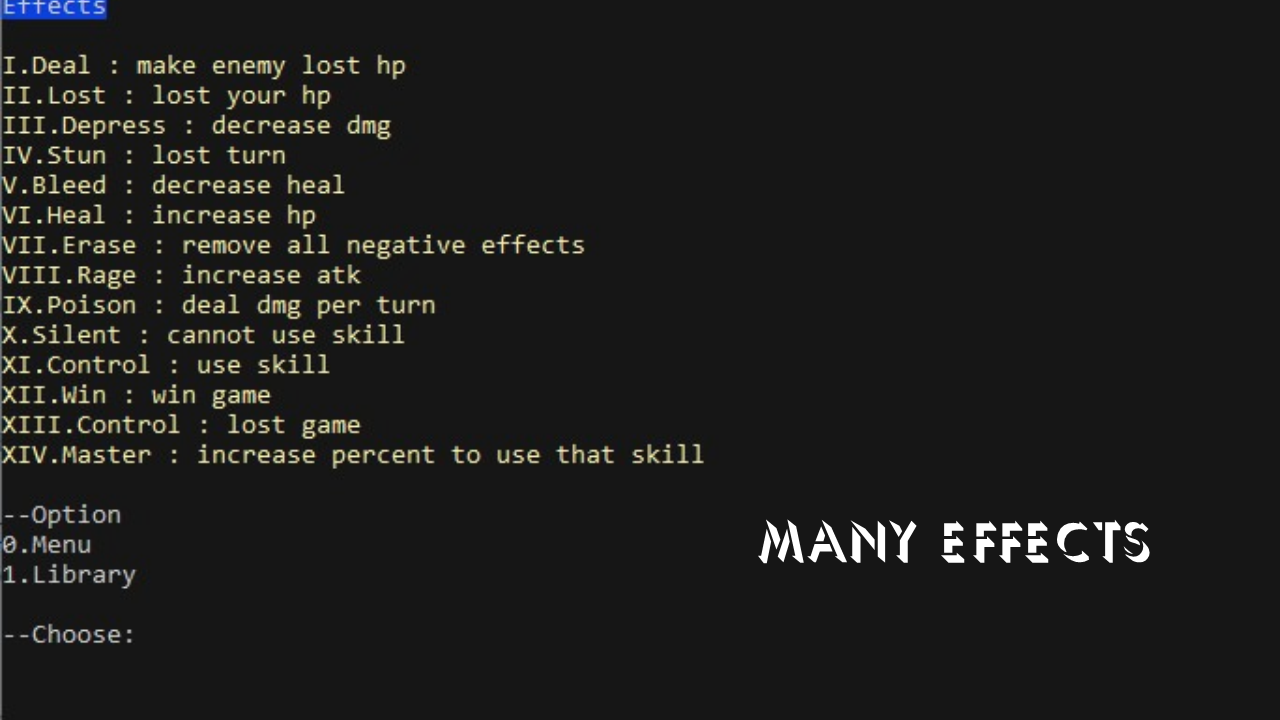 Effects
I.Deal : make enemy lost hp
II.Lost : lost your hp
III.Depress : decrease dmg
IV.Stun : lost turn
V.Bleed : decrease heal
VI.Heal : increase hp
VII.Erase : remove all negative effects
VIII.Rage : increase atk
IX.Poison : deal dmg per turn
X.Silent : cannot use skill
XI.Control : use skill
XII.Win : win game
XIII.Control : lost game
XIV.Master : increase percent to use that skill
--Option
0.Menu
1.Library
--Choose:
MANY EFFECTS